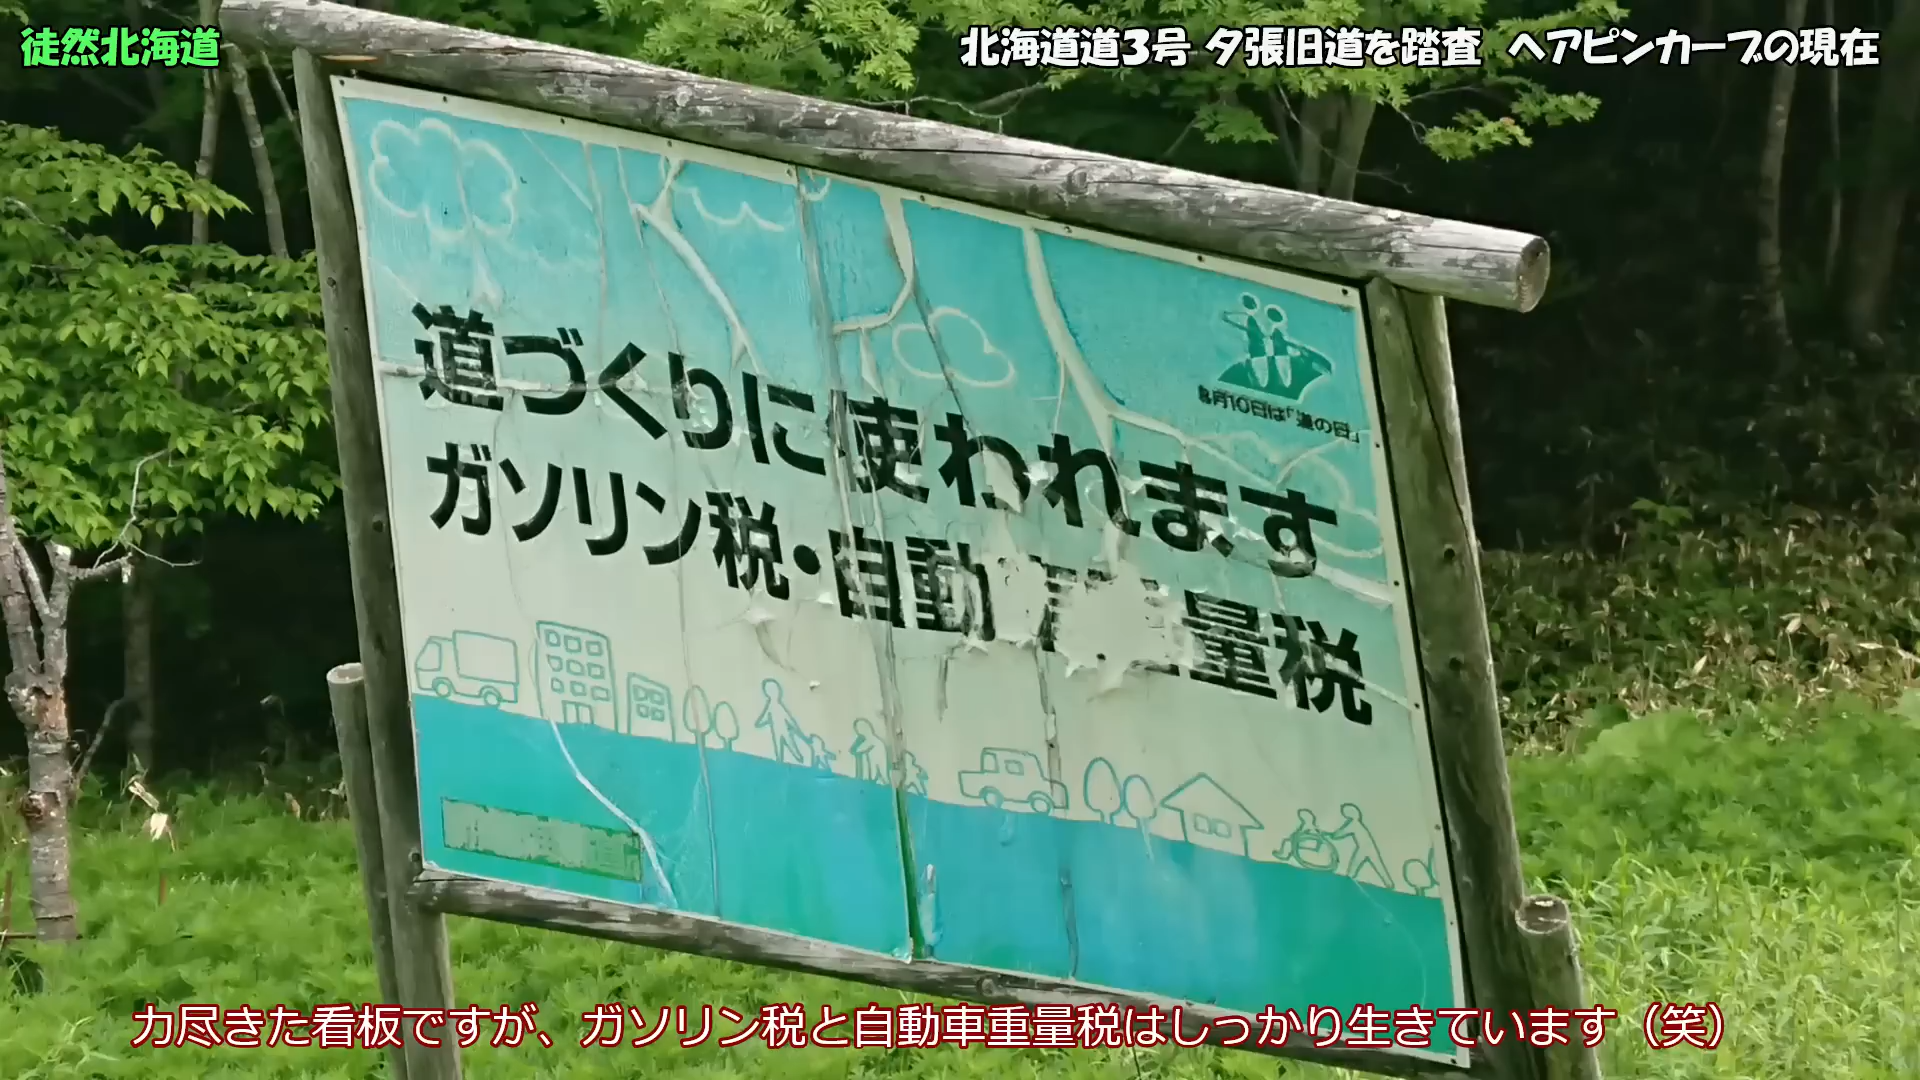 徒然北海道
北海道道3号 夕張旧道を踏査 ヘアピンカーブの現在
8月10日は「道の日」
道づくりに使われます
ガソリン税・自動 量税
力尽きた看板ですが、ガソリン税と自動車重量税はしっかり生きています（笑）